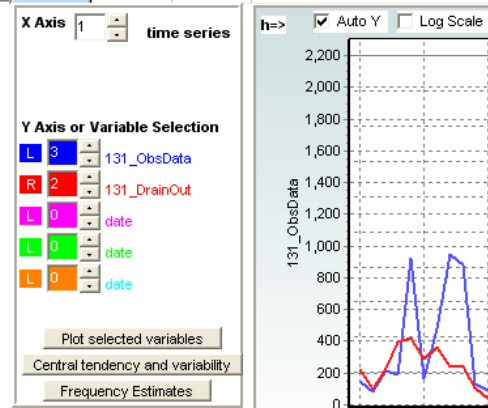 X Axis 1 time series
Y Axis or Variable Selection
L 3 131_ObsData
R 2 131_DrainOut
L 0 date
L 0 date
L 0 date
Plot selected variables
Central tendency and variability
Frequency Estimates
h=> Auto Y Log Scale
131_ObsData
2,200
2,000
1,800
1,600
1,400
1,200
1,000
800
600
400
200
0